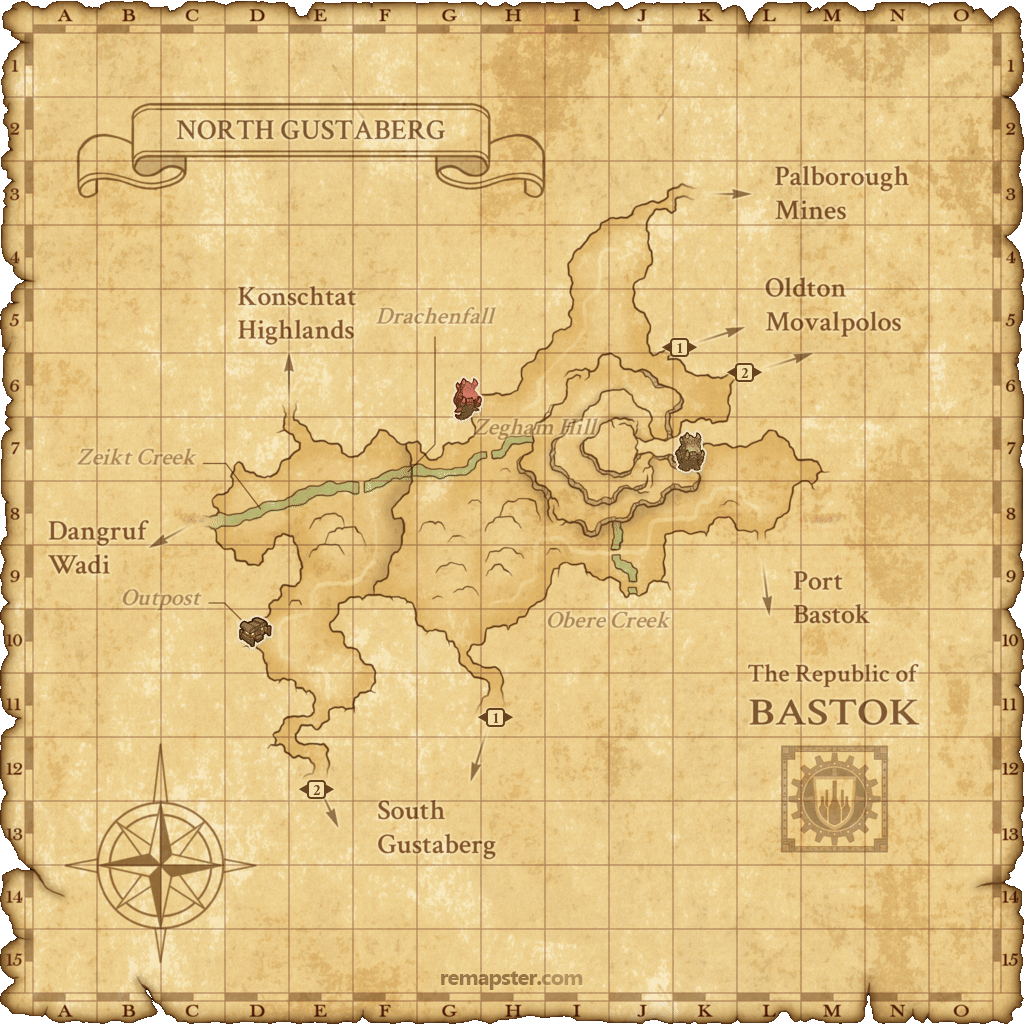 A B C D E F G H I J K L M N O
1 1
2 2
NORTH GUSTABERG
3 3
Palborough
Mines
4 4
Konschtat
Highlands
Drachenfall
Oldton
Movalpolos
5 5
1
2
6 6
Zegham Hill
7 7
Zeikt Creek
8 8
Dangruf
Wadi
9 9
Outpost
Port
Bastok
Obere Creek
10 10
The Republic of
BASTOK
11 11
1
12 12
2
South
Gustaberg
13 13
14 14
15 15
remapster.com
A B C D E F G H I J K L M N O